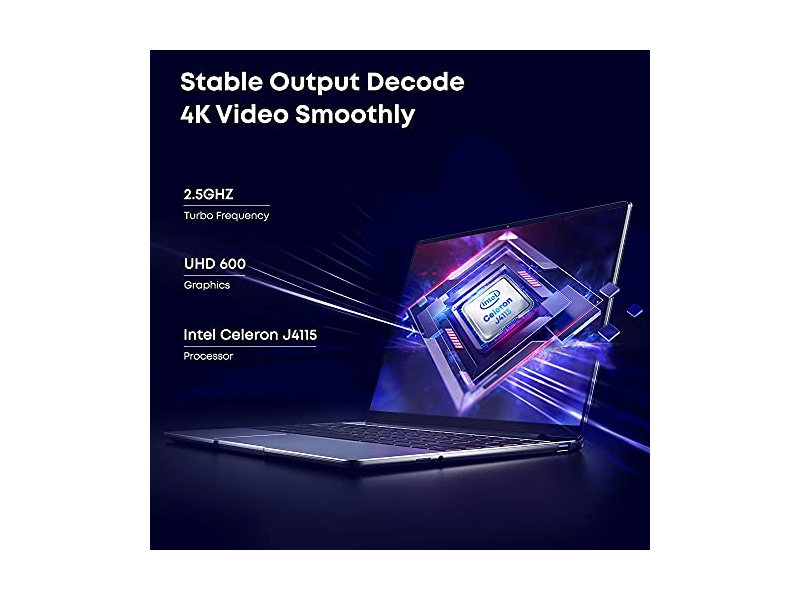 Stable Output Decode
4K Video Smoothly
2.5GHZ
Turbo Frequency
UHD 600
Graphics
Intel Celeron J4115
Processor
intel
Celeron
J4115